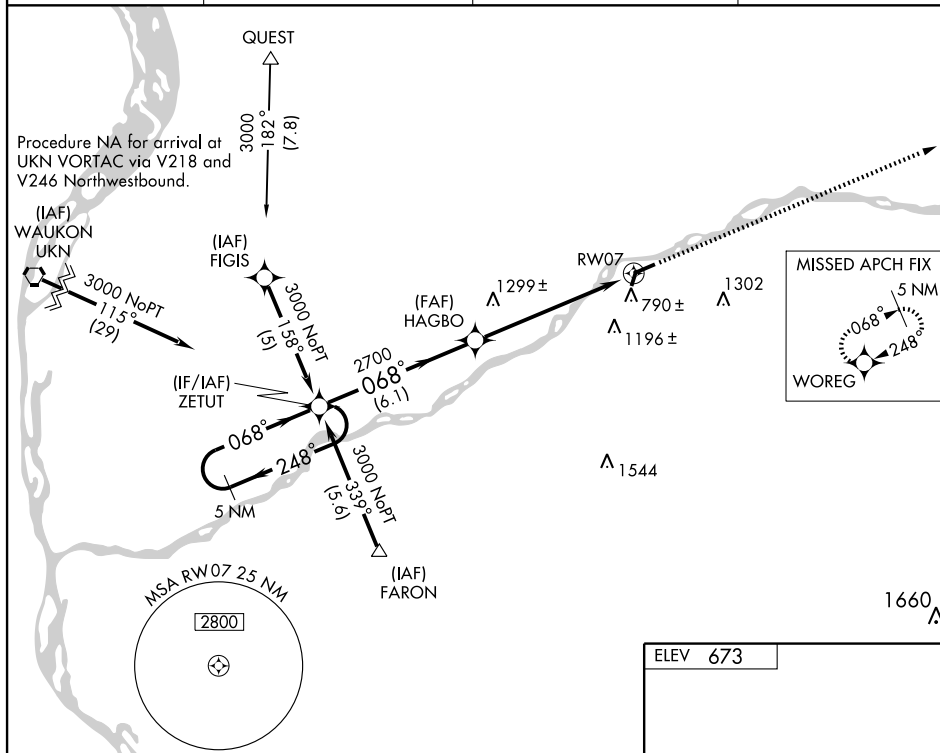 QUEST
3000
182°
(7.8)
Procedure NA for arrival at
UKN VORTAC via V218 and
V246 Northwestbound.
(IAF)
WAUKON
UKN
3000 NoPT
115°
(29)
(IAF)
FIGIS
3000 NoPT
158°
(5)
(IF/IAF)
ZETUT
(FAF)
HAGBO
2700
068°
(6.1)
RW07
1299 ±
790 ±
1302
1196 ±
1544
1660
MISSED APCH FIX
5 NM
068°
248°
WOREG
068°
248°
5 NM
3000 NoPT
339°
(5.6)
(IAF)
FARON
MSA RW07 25 NM
2800
ELEV 673